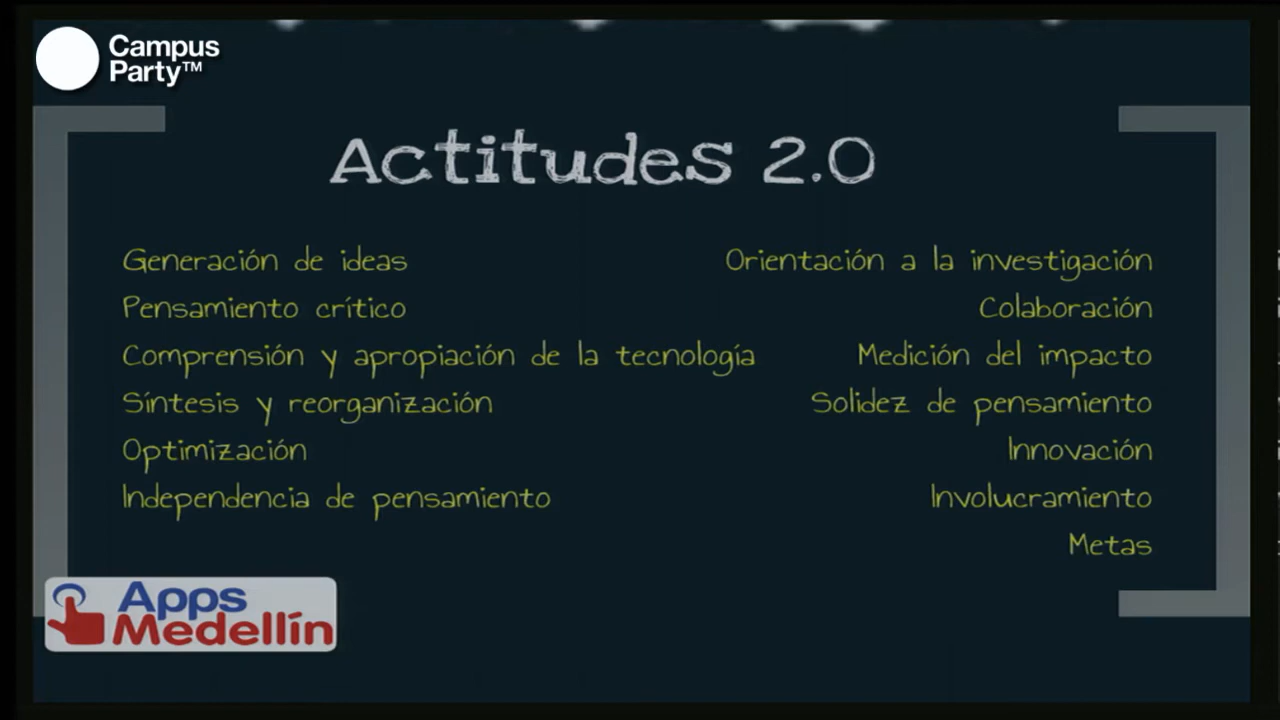 Campus
Party™
Actitudes 2.0
Generación de ideas
Pensamiento crítico
Comprensión y apropiación de la tecnología
Síntesis y reorganización
Optimización
Independencia de pensamiento
Orientación a la investigación
Colaboración
Medición del impacto
Solidez de pensamiento
Innovación
Involucramiento
Metas
Apps
Medellín